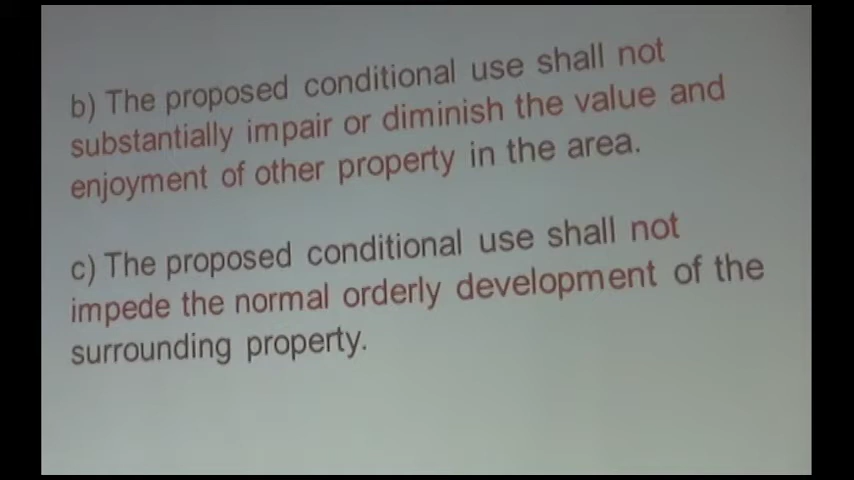 b) The proposed conditional use shall not
substantially impair or diminish the value and
enjoyment of other property in the area.
c) The proposed conditional use shall not
impede the normal orderly development of the
surrounding property.